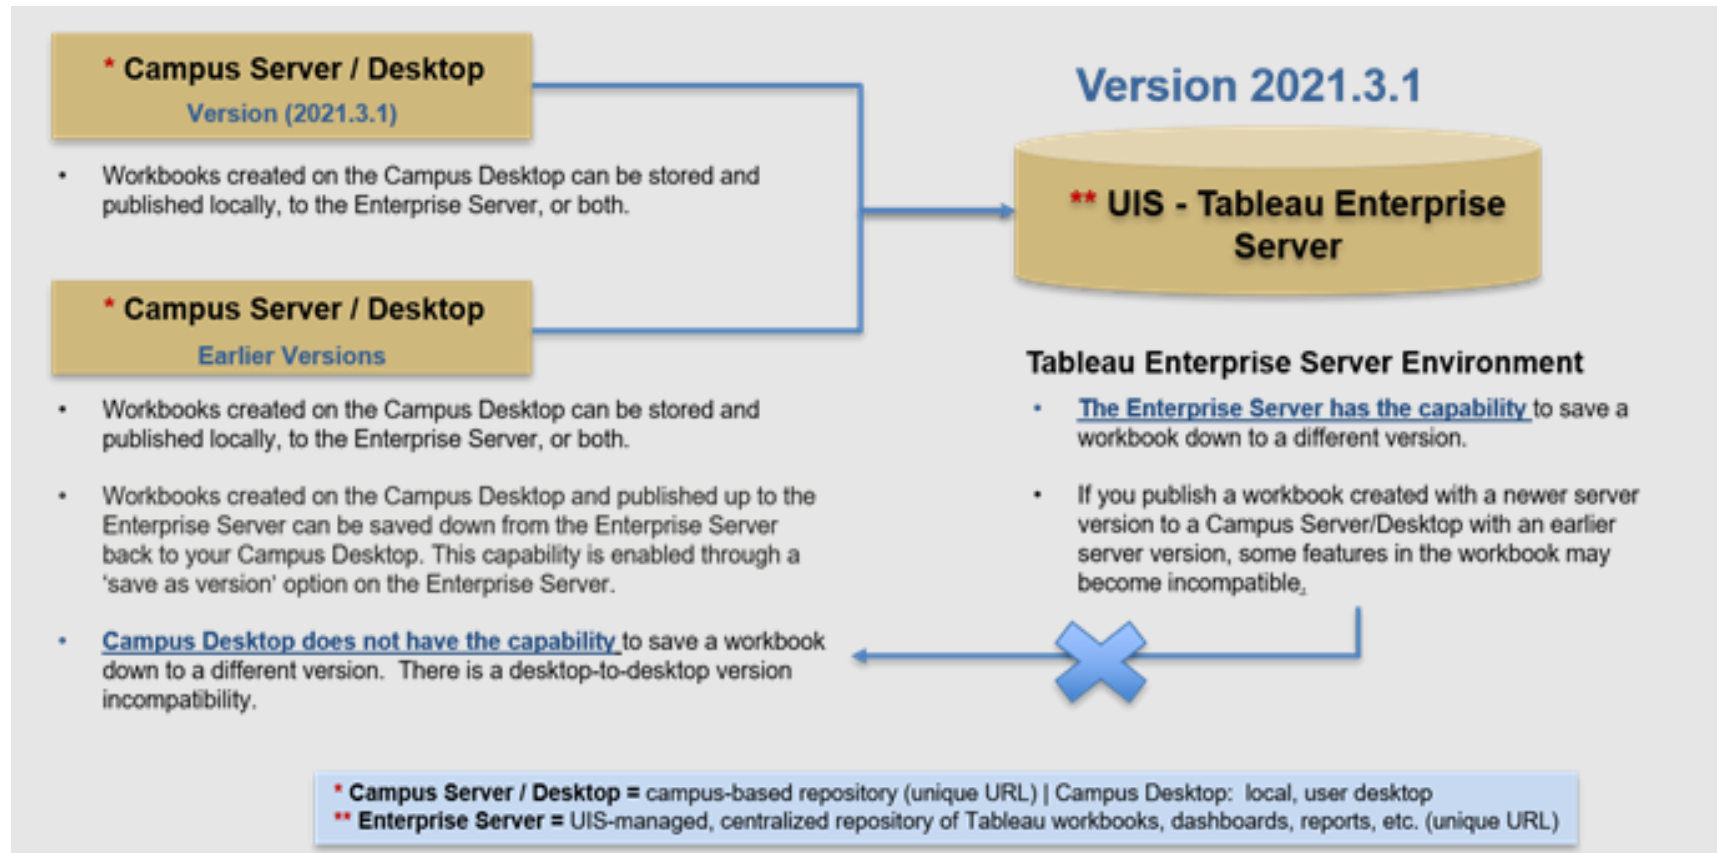 * Campus Server / Desktop
Version (2021.3.1)
• Workbooks created on the Campus Desktop can be stored and
published locally, to the Enterprise Server, or both.
* Campus Server / Desktop
Earlier Versions
• Workbooks created on the Campus Desktop can be stored and
published locally, to the Enterprise Server, or both.
• Workbooks created on the Campus Desktop and published up to the
Enterprise Server can be saved down from the Enterprise Server
back to your Campus Desktop. This capability is enabled through a
‘save as version' option on the Enterprise Server.
• Campus Desktop does not have the capability to save a workbook
down to a different version. There is a desktop-to-desktop version
incompatibility.
Version 2021.3.1
** UIS - Tableau Enterprise
Server
Tableau Enterprise Server Environment
• The Enterprise Server has the capability to save a
workbook down to a different version.
• If you publish a workbook created with a newer server
version to a Campus Server/Desktop with an earlier
server version, some features in the workbook may
become incompatible.
* Campus Server / Desktop = campus-based repository (unique URL) | Campus Desktop: local, user desktop
** Enterprise Server = UIS-managed, centralized repository of Tableau workbooks, dashboards, reports, etc. (unique URL)